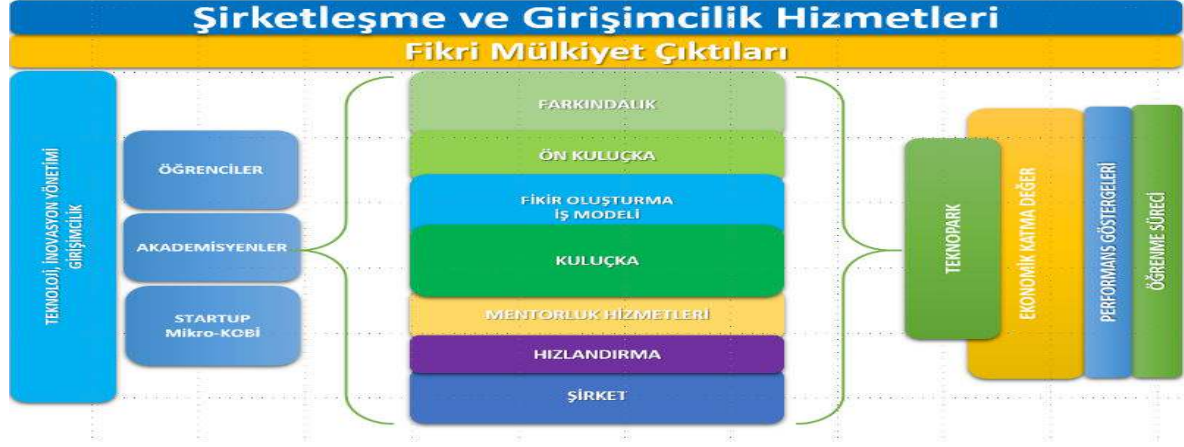 Şirketleşme ve Girişimcilik Hizmetleri
Fikri Mülkiyet Çıktıları
TEKNOLOJİ, İNOVASYON YÖNETİMİ
GİRİŞİMCİLİK
ÖĞRENCİLER
AKADEMİSYENLER
STARTUP
Mikro-KOBİ
FARKINDALIK
ÖN KULUÇKA
FİKİR OLUŞTURMA
İŞ MODELİ
KULUÇKA
MENTORLUK HİZMETLERİ
HIZLANDIRMA
ŞİRKET
TEKNOPARK
EKONOMİK KATMA DEĞER
PERFORMANS GÖSTERGELERİ
ÖĞRENME SÜRECİ